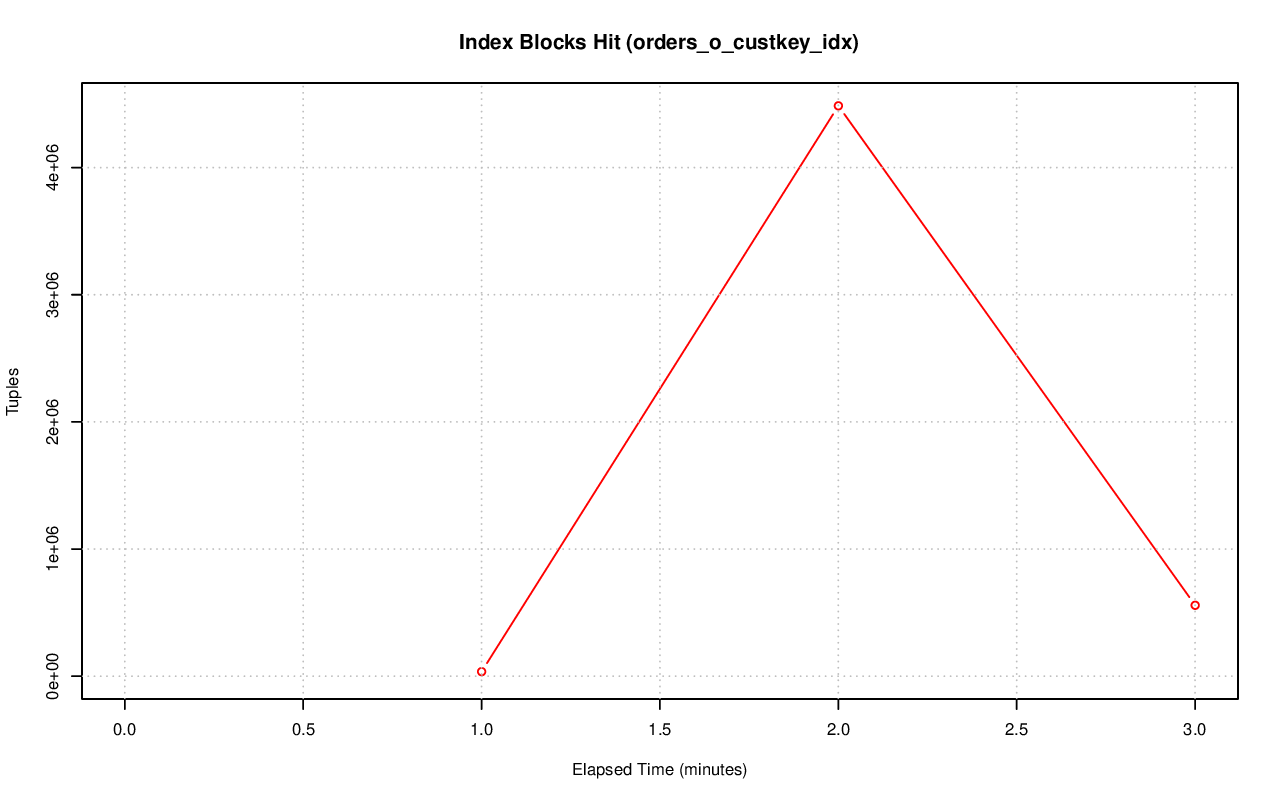 Index Blocks Hit (orders_o_custkey_idx)
Tuples
4e+06
3e+06
2e+06
1e+06
0e+00
0.0 0.5 1.0 1.5 2.0 2.5 3.0
Elapsed Time (minutes)